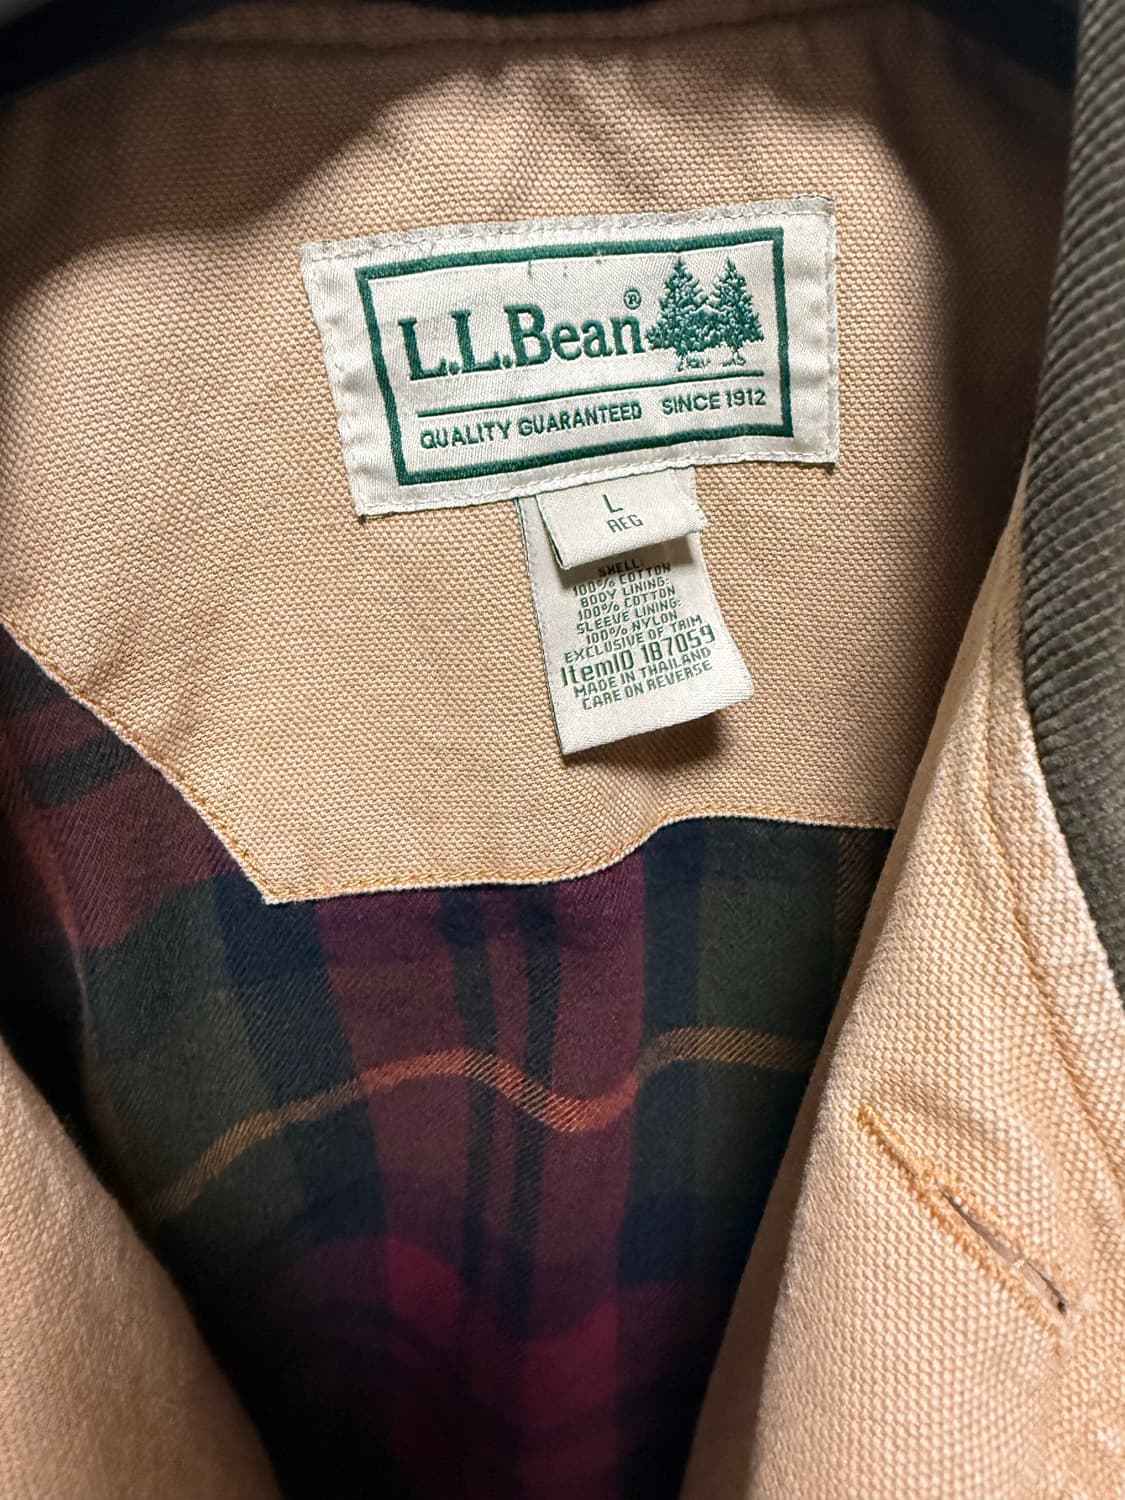 L.L.Bean®
QUALITY GUARANTEED SINCE 1912
L
REG
SHELL:
100% COTTON
BODY LINING:
100% COTTON
SLEEVE LINING:
100% NYLON
EXCLUSIVE OF TRIM
ItemID 187059
MADE IN THAILAND
CARE ON REVERSE